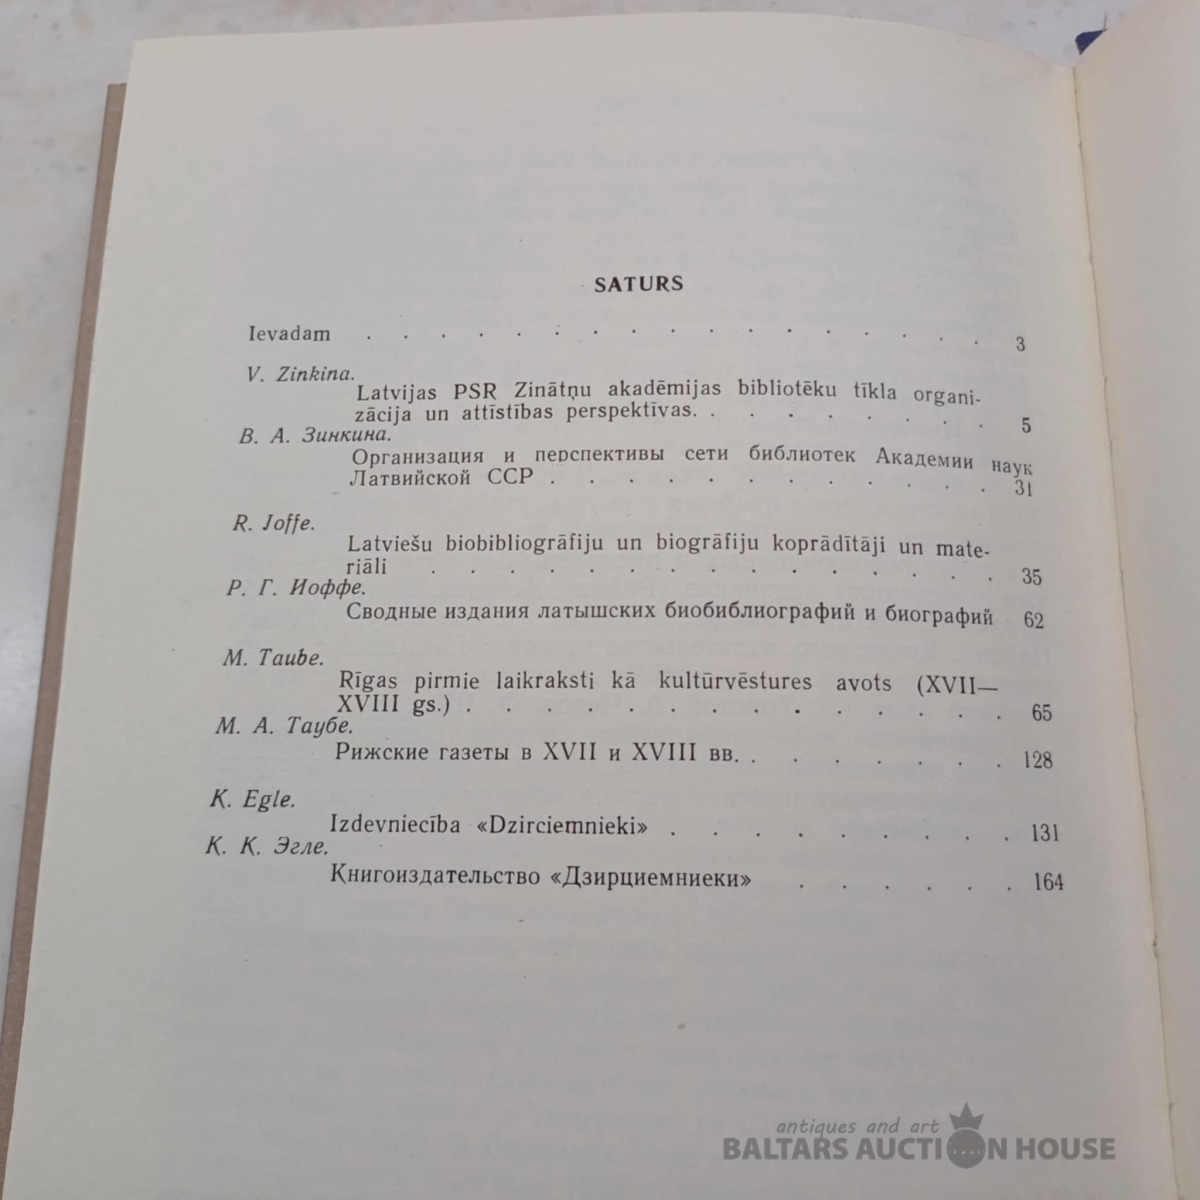 SATURS
Ievadam . . . . . . . . . . . . . . . . . 3
V. Zinkina.
Latvijas PSR Zinātņu akadēmijas bibliotēku tīkla organi-
zācija un attīstības perspektīvas. . . . . . . . . 5
В. А. Зинкина.
Организация и перспективы сети библиотек Академии наук
Латвийской ССР . . . . . . . . . . . . 31
R. Joffe.
Latviešu biobibliogrāfiju un biogrāfiju koprādītāji un mate-
riāli . . . . . . . . . . . . . . . 35
Р. Г. Иоффе.
Сводные издания латышских биобиблиографий и биографий 62
M. Taube.
Rīgas pirmie laikraksti kā kultūrvēstures avots (XVII—
XVIII gs.) . . . . . . . . . . . . . . 65
М. А. Таубе.
Рижские газеты в XVII и XVIII вв. . . . . . . . 128
K. Egle.
Izdevniecība «Dzirciemnieki» . . . . . . . . . 131
К. К. Эгле.
Книгоиздательство «Дзирциемниеки» . . . . . . 164
antiques and art
BALTARS AUCTION HOUSE